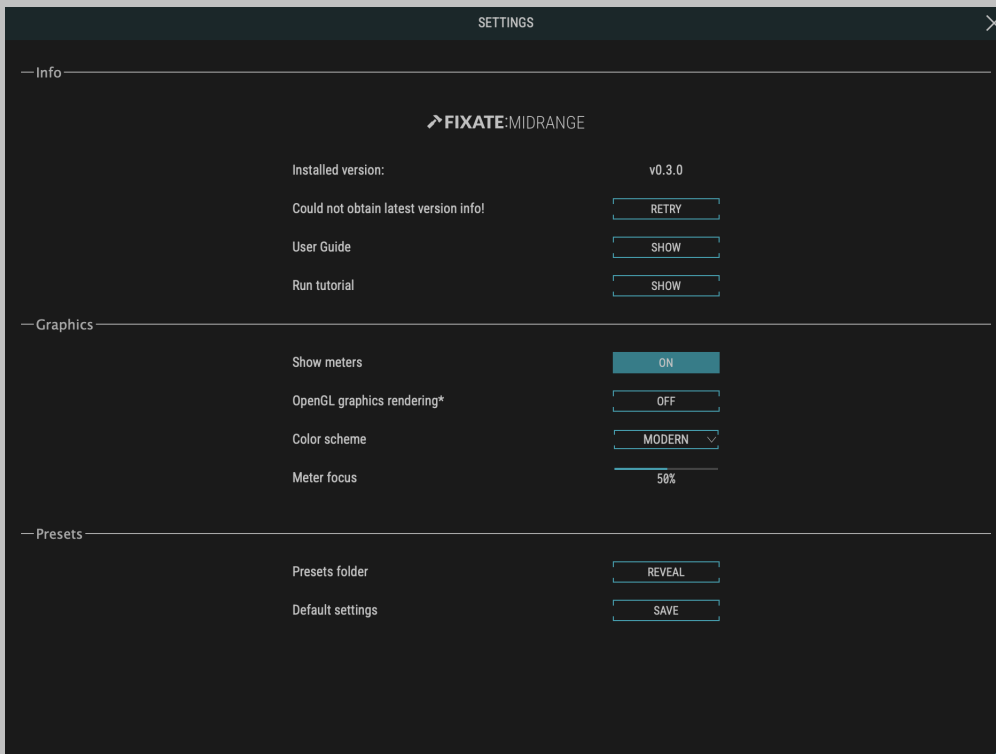 SETTINGS
Info
FIXATE:MIDRANGE
Installed version: v0.3.0
Could not obtain latest version info! RETRY
User Guide SHOW
Run tutorial SHOW
Graphics
Show meters ON
OpenGL graphics rendering* OFF
Color scheme MODERN
Meter focus 50%
Presets
Presets folder REVEAL
Default settings SAVE